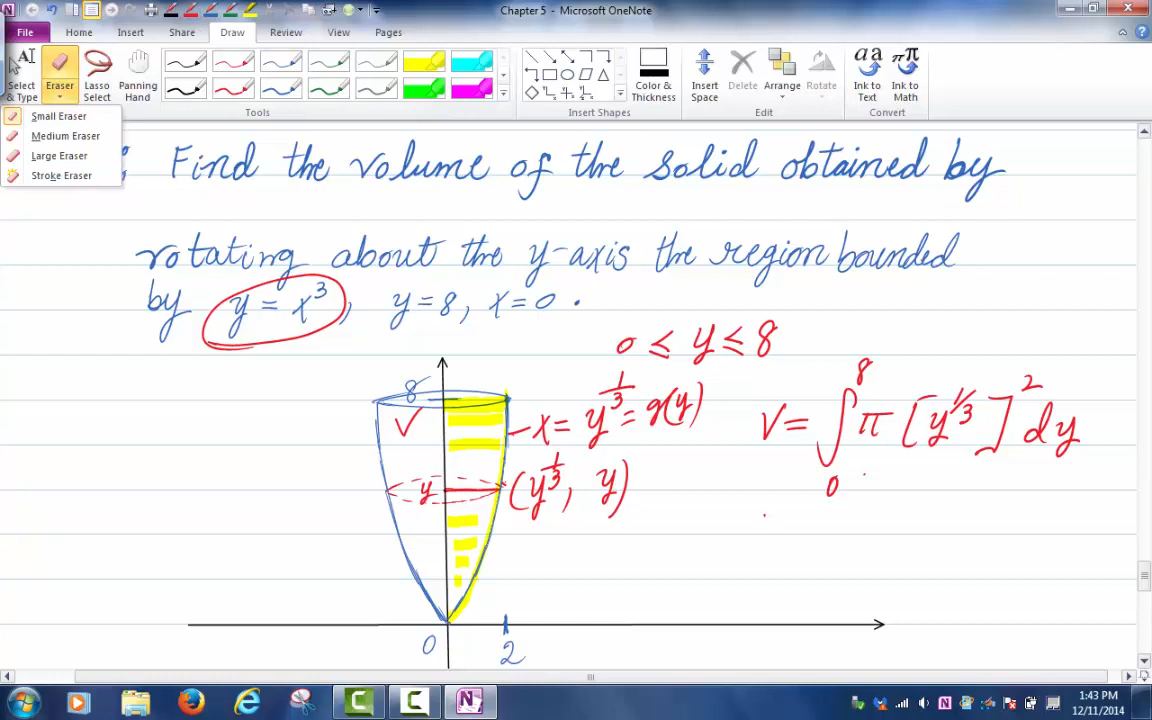 Chapter 5 - Microsoft OneNote
File Home Insert Share Draw Review View Pages
Select & Type
Eraser
Lasso Select
Panning Hand
Color & Thickness
Insert Space
Delete
Arrange
Rotate
Ink to Text
Ink to Math
Tools
Insert Shapes
Edit
Convert
Small Eraser
Medium Eraser
Large Eraser
Stroke Eraser
: Find the volume of the solid obtained by
rotating about the y-axis the region bounded
by y = x³, y=8, x=0.
0 ≤ y ≤ 8
8
V
x = y^{1/3} = g(y)
V = ∫₀⁸ π [y^{1/3}]² dy
y
(y^{1/3}, y)
0
2
1:43 PM
12/11/2014